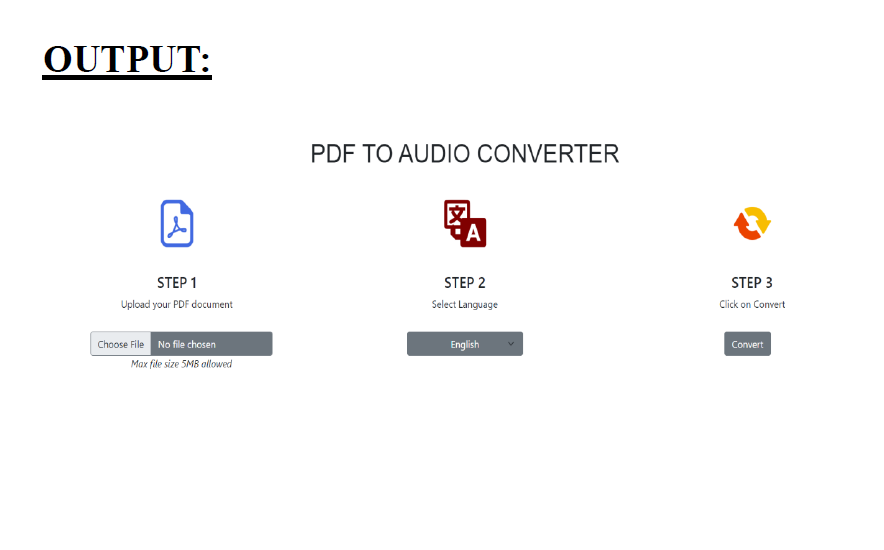 OUTPUT:
PDF TO AUDIO CONVERTER
文
A
STEP 1
Upload your PDF document
Choose File No file chosen
Max file size 5MB allowed
STEP 2
Select Language
English
STEP 3
Click on Convert
Convert